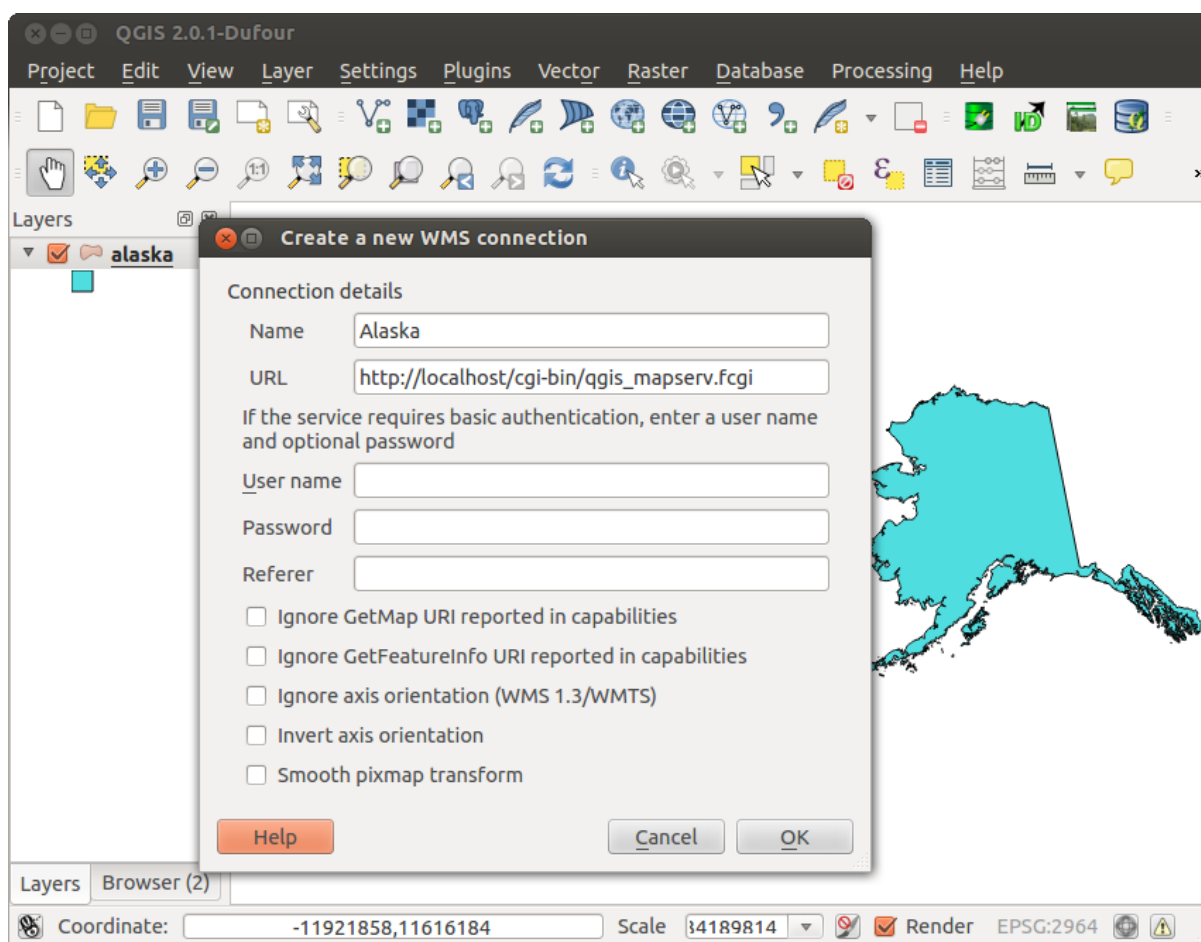 QGIS 2.0.1-Dufour
Project Edit View Layer Settings Plugins Vector Raster Database Processing Help
1:1
Layers
alaska
Create a new WMS connection
Connection details
Name Alaska
URL http://localhost/cgi-bin/qgis_mapserv.fcgi
If the service requires basic authentication, enter a user name
and optional password
User name
Password
Referer
Ignore GetMap URI reported in capabilities
Ignore GetFeatureInfo URI reported in capabilities
Ignore axis orientation (WMS 1.3/WMTS)
Invert axis orientation
Smooth pixmap transform
Help Cancel OK
Layers Browser (2)
Coordinate: -11921858,11616184 Scale 34189814 Render EPSG:2964